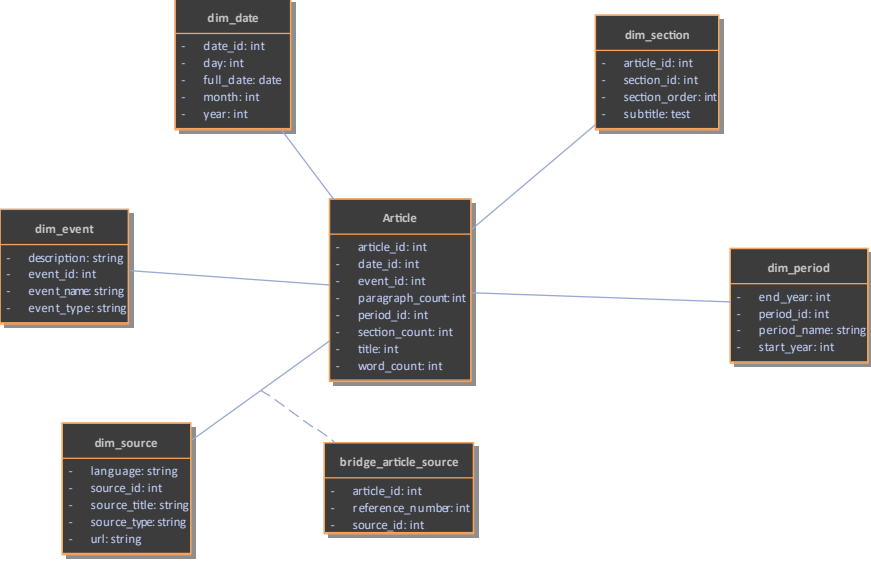 dim_date
- date_id: int
- day: int
- full_date: date
- month: int
- year: int
dim_section
- article_id: int
- section_id: int
- section_order: int
- subtitle: test
Article
- article_id: int
- date_id: int
- event_id: int
- paragraph_count: int
- period_id: int
- section_count: int
- title: int
- word_count: int
dim_event
- description: string
- event_id: int
- event_name: string
- event_type: string
dim_period
- end_year: int
- period_id: int
- period_name: string
- start_year: int
dim_source
- language: string
- source_id: int
- source_title: string
- source_type: string
- url: string
bridge_article_source
- article_id: int
- reference_number: int
- source_id: int